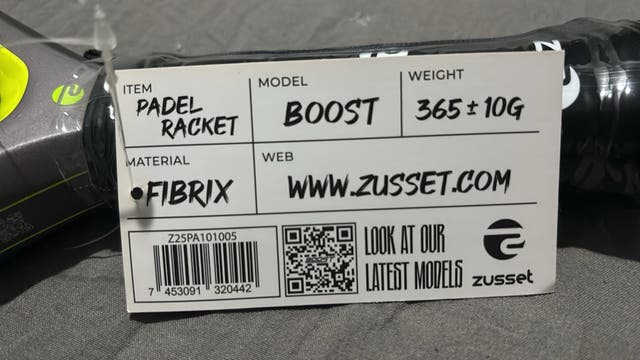 ITEM
PADEL
RACKET
MODEL
BOOST
WEIGHT
365 ± 10G
MATERIAL
FIBRIX
WEB
WWW.ZUSSET.COM
Z25PA101005
7 453091 320442
LOOK AT OUR
LATEST MODELS
zusset